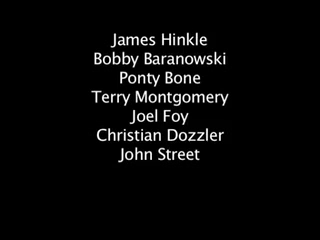 James Hinkle
Bobby Baranowski
Ponty Bone
Terry Montgomery
Joel Foy
Christian Dozzler
John Street